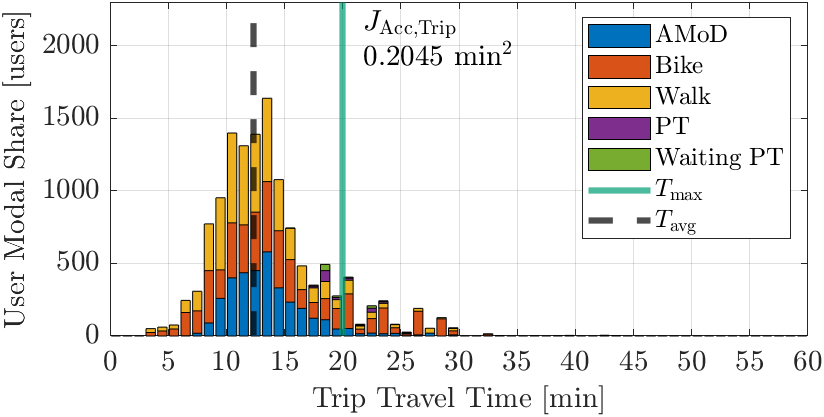 J_Acc,Trip
0.2045 min²
AMoD
Bike
Walk
PT
Waiting PT
T_max
T_avg
2000
1500
1000
500
0
User Modal Share [users]
0 5 10 15 20 25 30 35 40 45 50 55 60
Trip Travel Time [min]